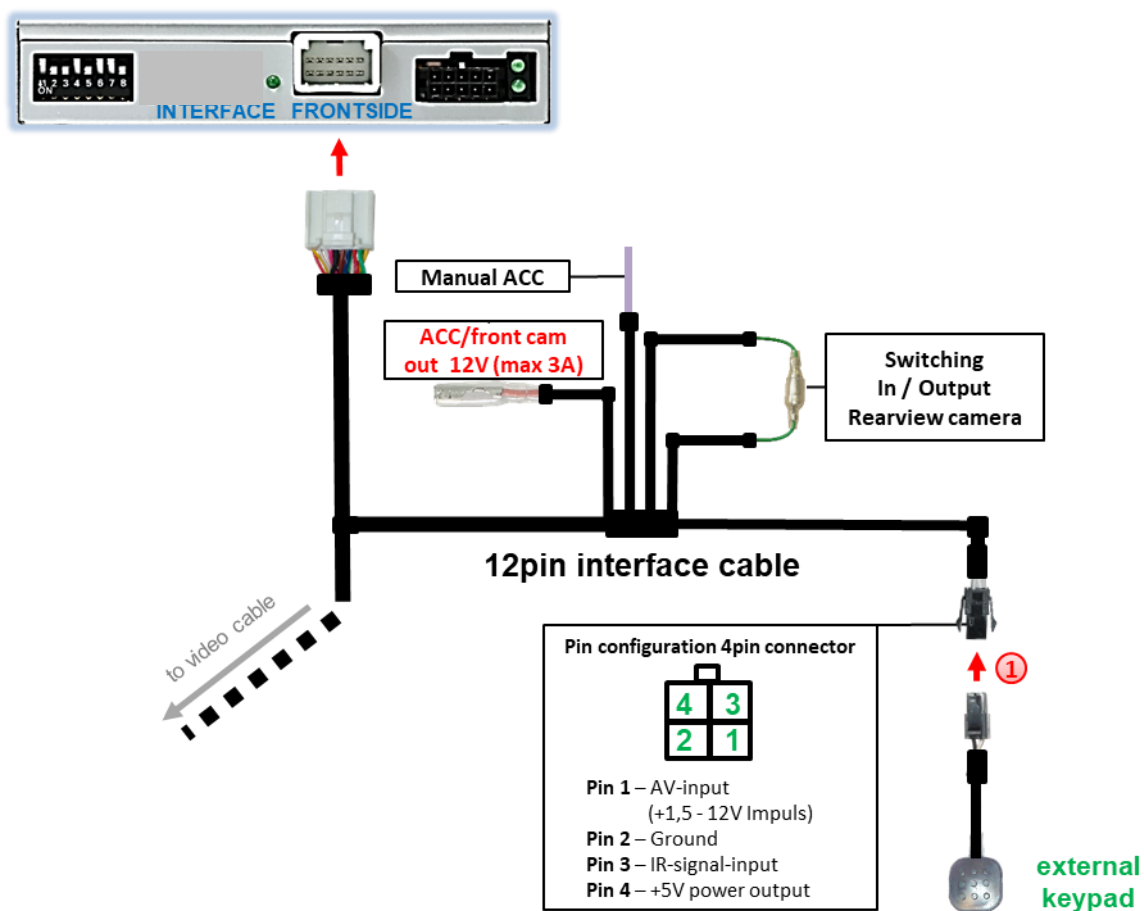 1 2 3 4 5 6 7 8
ON
INTERFACE FRONTSIDE
Manual ACC
ACC/front cam
out 12V (max 3A)
Switching
In / Output
Rearview camera
12pin interface cable
to video cable
Pin configuration 4pin connector
4 3
2 1
Pin 1 – AV-input
(+1,5 - 12V Impuls)
Pin 2 – Ground
Pin 3 – IR-signal-input
Pin 4 – +5V power output
1
external
keypad